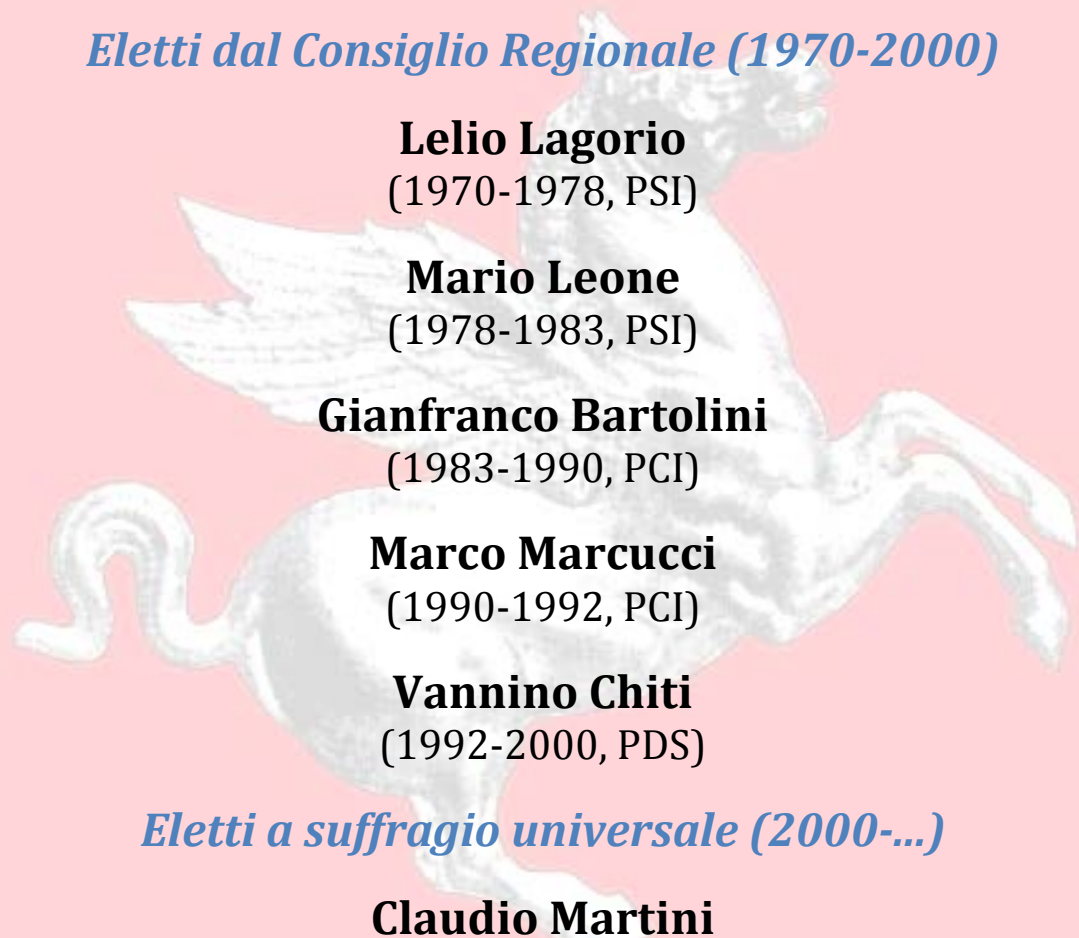 Eletti dal Consiglio Regionale (1970-2000)
Lelio Lagorio
(1970-1978, PSI)
Mario Leone
(1978-1983, PSI)
Gianfranco Bartolini
(1983-1990, PCI)
Marco Marcucci
(1990-1992, PCI)
Vannino Chiti
(1992-2000, PDS)
Eletti a suffragio universale (2000-...)
Claudio Martini